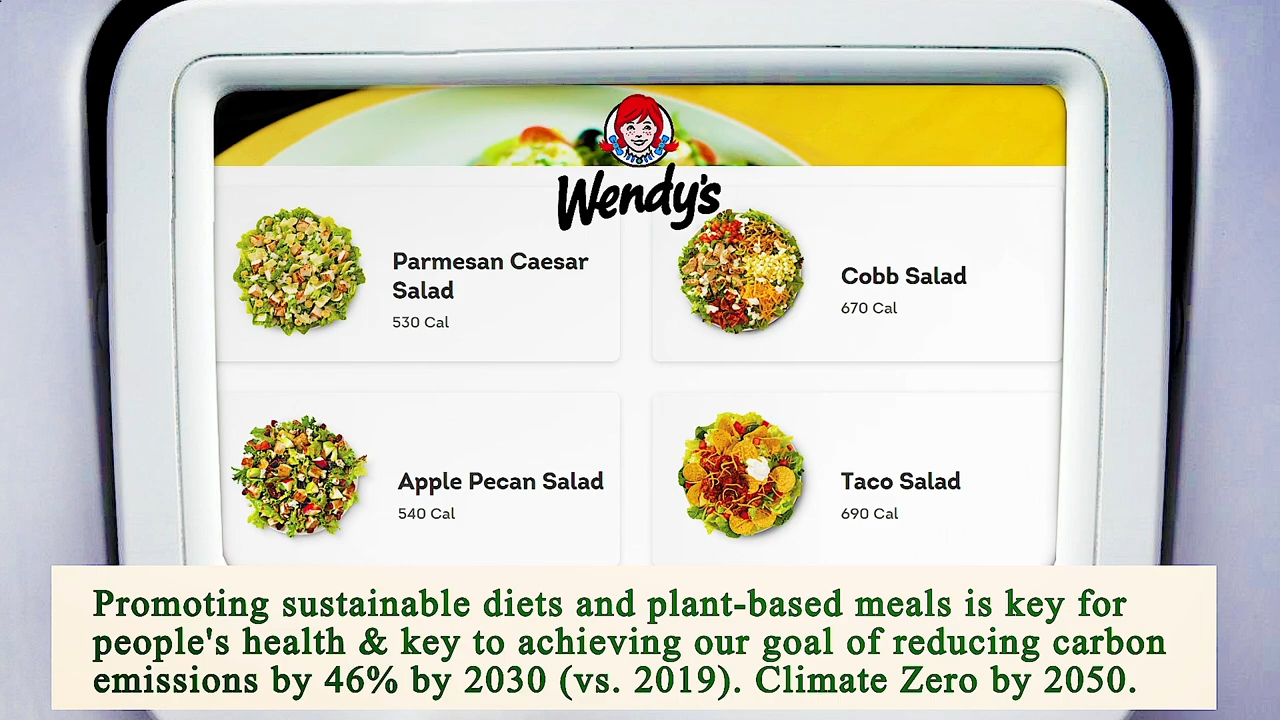 Wendy's
Parmesan Caesar
Salad
530 Cal
Cobb Salad
670 Cal
Apple Pecan Salad
540 Cal
Taco Salad
690 Cal
Promoting sustainable diets and plant-based meals is key for
people's health & key to achieving our goal of reducing carbon
emissions by 46% by 2030 (vs. 2019). Climate Zero by 2050.